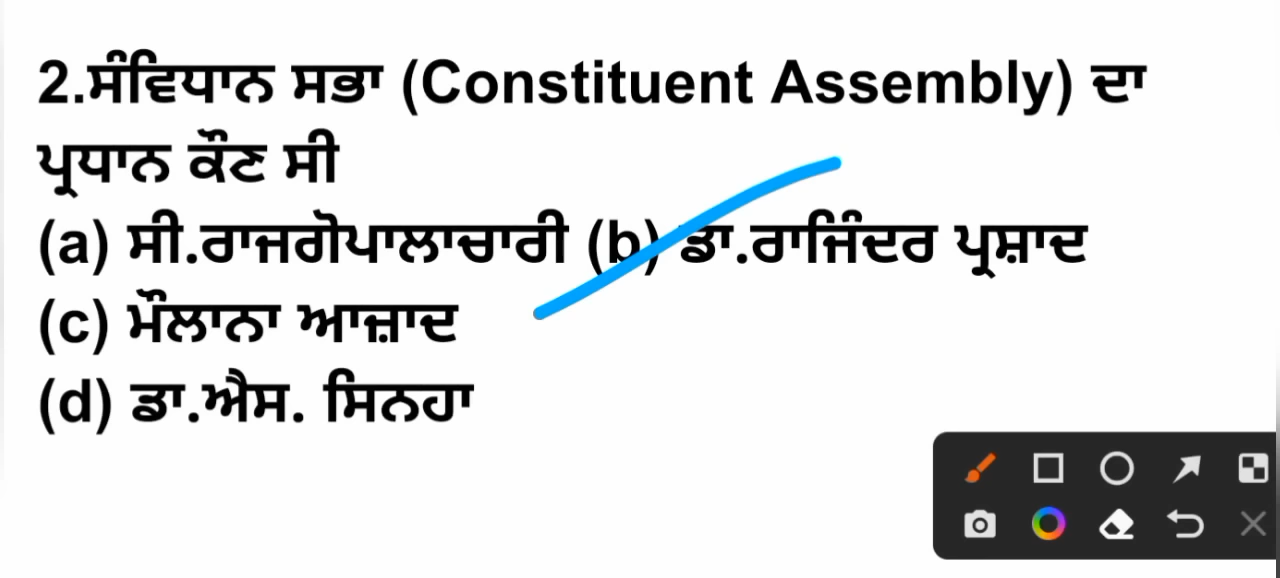 2.ਸੰਵਿਧਾਨ ਸਭਾ (Constituent Assembly) ਦਾ
ਪ੍ਰਧਾਨ ਕੌਣ ਸੀ
(a) ਸੀ.ਰਾਜਗੋਪਾਲਾਚਾਰੀ (b) ਡਾ.ਰਾਜਿੰਦਰ ਪ੍ਰਸ਼ਾਦ
(c) ਮੌਲਾਨਾ ਆਜ਼ਾਦ
(d) ਡਾ.ਐਸ. ਸਿਨਹਾ